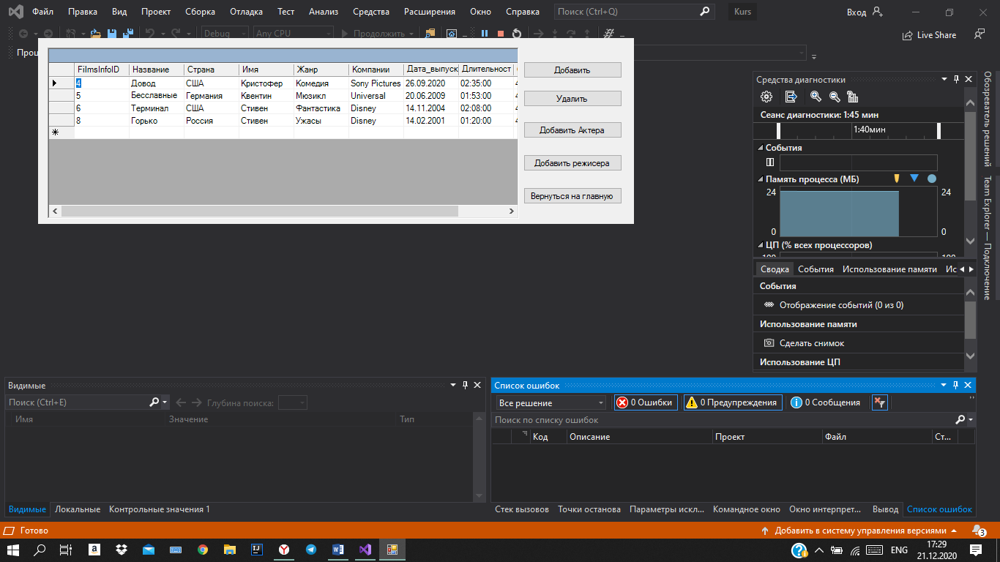 Файл Правка Вид Проект Сборка Отладка Тест Анализ Средства Расширения Окно Справка Поиск (Ctrl+Q) Kurs Вход
Debug Any CPU Продолжить Live Share
Проц
FilmsInfoID Название Страна Имя Жанр Компании Дата_выпуск Длительност
4 Довод США Кристофер Комедия Sony Pictures 26.09.2020 02:35:00 4
5 Бесславные Германия Квентин Мюзикл Universal 20.06.2009 01:53:00 4
6 Терминал США Стивен Фантастика Disney 14.11.2004 02:08:00 4
8 Горько Россия Стивен Ужасы Disney 14.02.2001 01:20:00 4
Добавить
Удалить
Добавить Актера
Добавить режисера
Вернуться на главную
Средства диагностики
Сеанс диагностики: 1:45 мин
1:40мин
События
Память процесса (МБ)
24 24
0 0
ЦП (% всех процессоров)
100 100
Сводка События Использование памяти Ис
События
Отображение событий (0 из 0)
Использование памяти
Сделать снимок
Использование ЦП
Обозреватель решений
Team Explorer — Подключение
Видимые
Поиск (Ctrl+E) Глубина поиска:
Имя Значение Тип
Видимые Локальные Контрольные значения 1
Список ошибок
Все решение 0 Ошибки 0 Предупреждения 0 Сообщения
Поиск по списку ошибок
Код Описание Проект Файл Ст...
Стек вызовов Точки останова Параметры искл... Командное окно Окно интерпрет... Вывод Список ошибок
Готово Добавить в систему управления версиями 3
ENG 17:29
21.12.2020